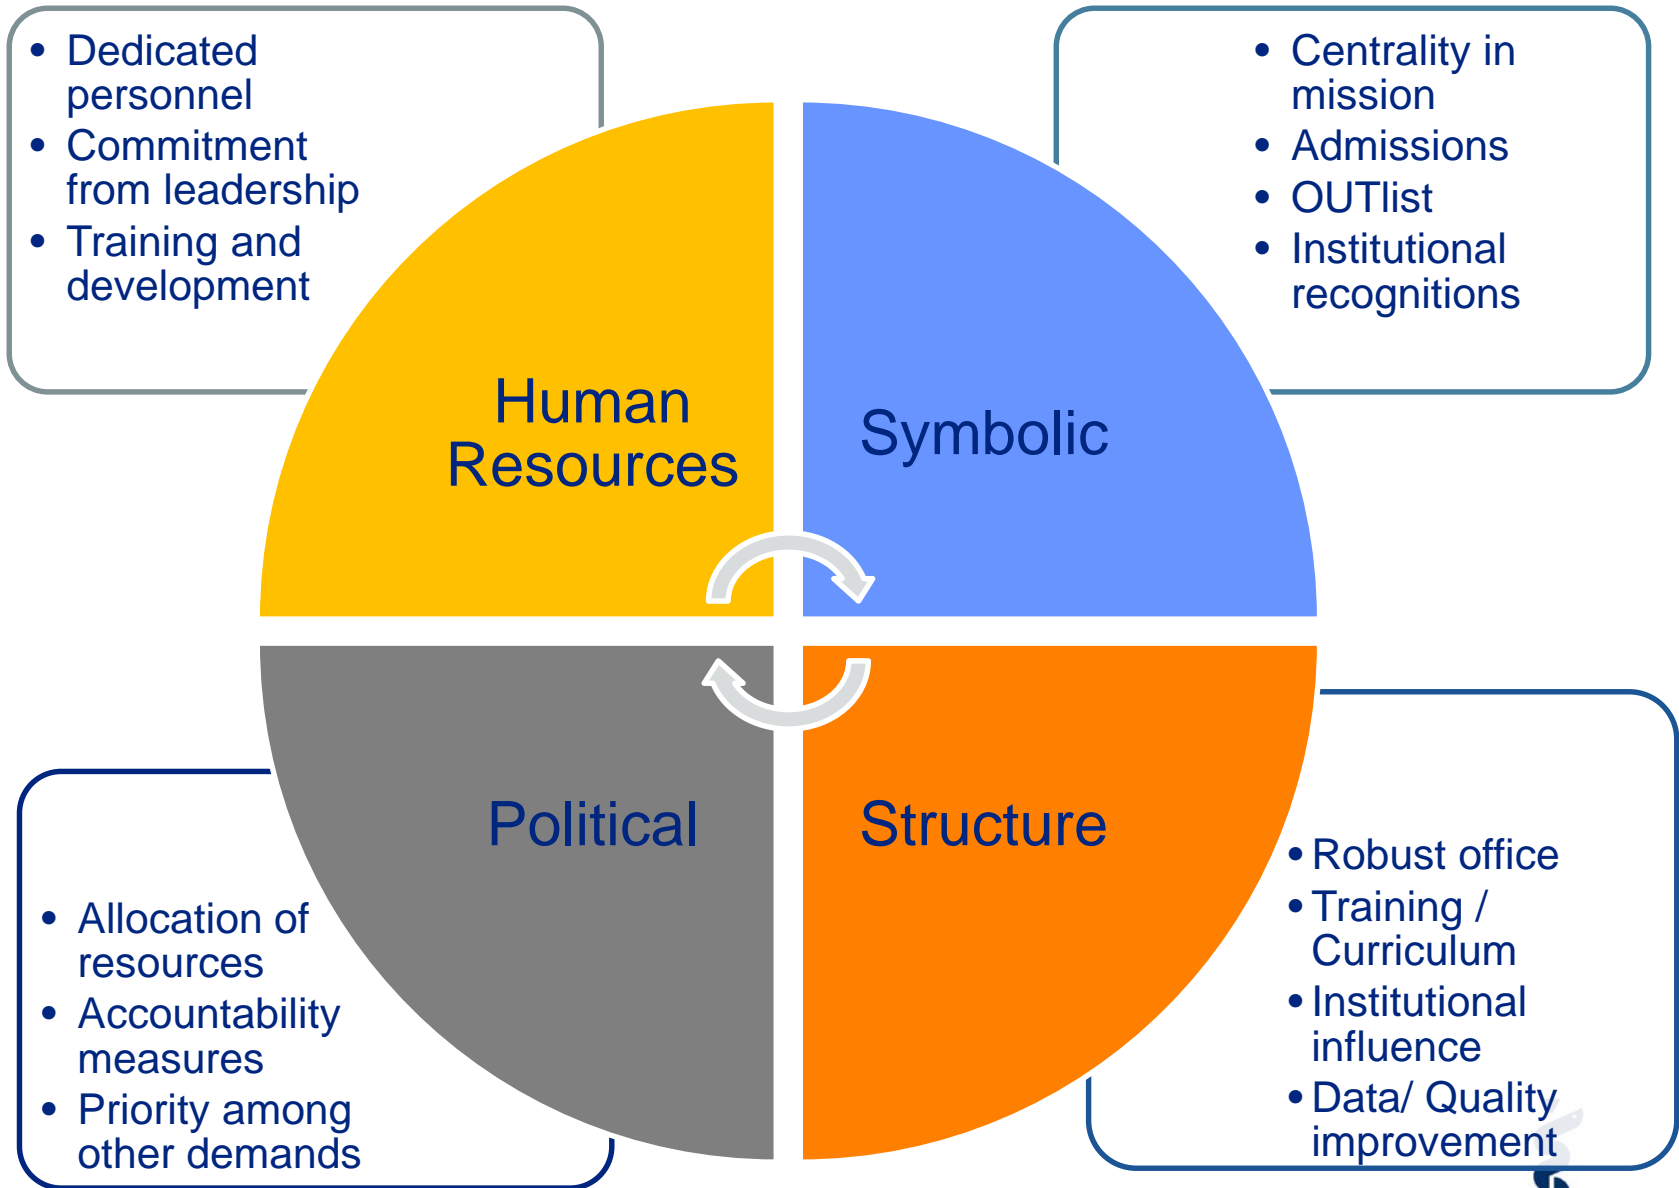 • Dedicated
personnel
• Commitment
from leadership
• Training and
development
• Centrality in
mission
• Admissions
• OUTlist
• Institutional
recognitions
Human
Resources
Symbolic
Political
Structure
• Allocation of
resources
• Accountability
measures
• Priority among
other demands
• Robust office
• Training /
Curriculum
• Institutional
influence
• Data/ Quality
improvement